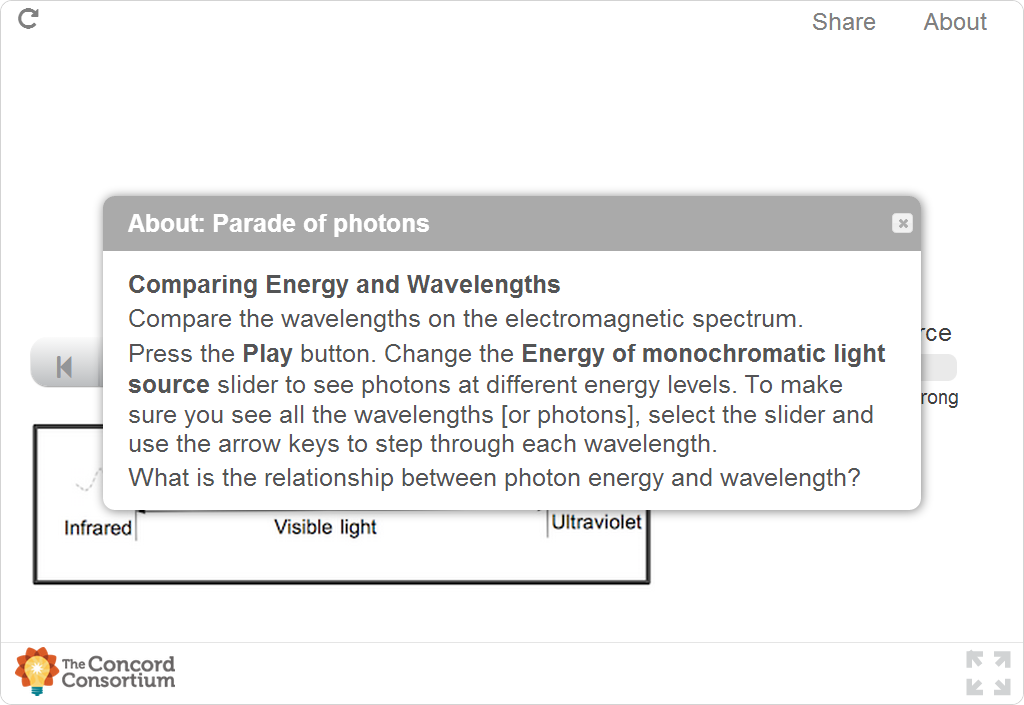 Share About
About: Parade of photons
Comparing Energy and Wavelengths
Compare the wavelengths on the electromagnetic spectrum.
Press the Play button. Change the Energy of monochromatic light
source slider to see photons at different energy levels. To make
sure you see all the wavelengths [or photons], select the slider and
use the arrow keys to step through each wavelength.
What is the relationship between photon energy and wavelength?
rce
rong
Infrared Visible light Ultraviolet
The Concord
Consortium